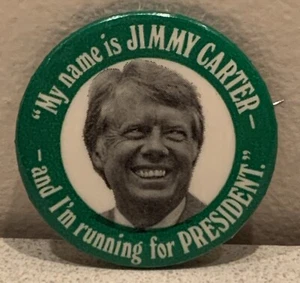 "My name is JIMMY CARTER–
–and I'm running for PRESIDENT."